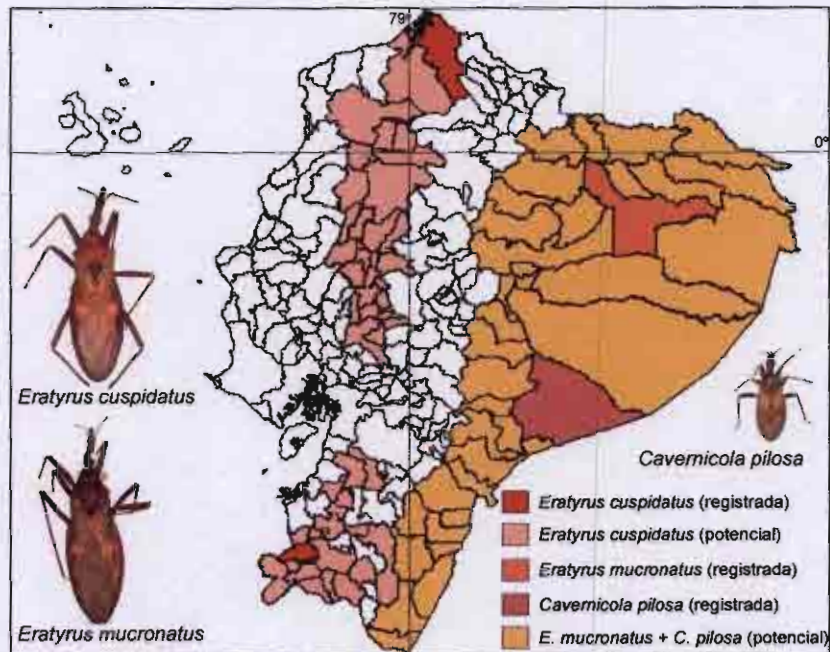 79
0°
Eratyrus cuspidatus
Cavernicola pilosa
Eratyrus mucronatus
Eratyrus cuspidatus (registrada)
Eratyrus cuspidatus (potencial)
Eratyrus mucronatus (registrada)
Cavernicola pilosa (registrada)
E. mucronatus + C. pilosa (potencial)